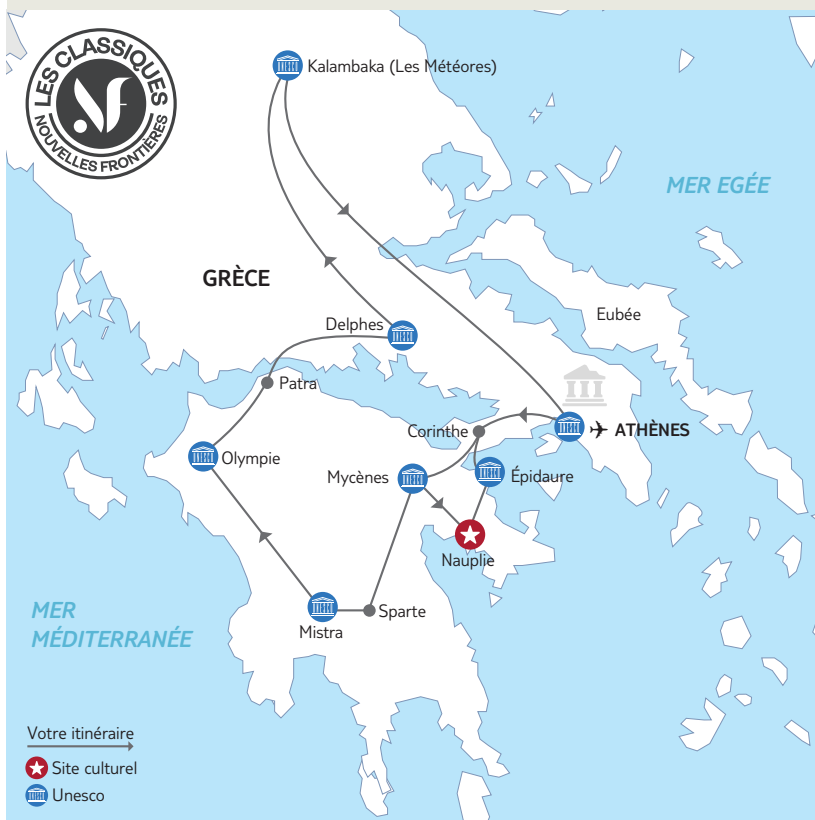 LES CLASSIQUES
NF
NOUVELLES FRONTIÈRES
Kalambaka (Les Météores)
MER EGÉE
GRÈCE
Eubée
Delphes
Patra
Corinthe
ATHÈNES
Olympie
Mycènes
Épidaure
Nauplie
MER
MÉDITERRANÉE
Sparte
Mistra
Votre itinéraire
Site culturel
Unesco